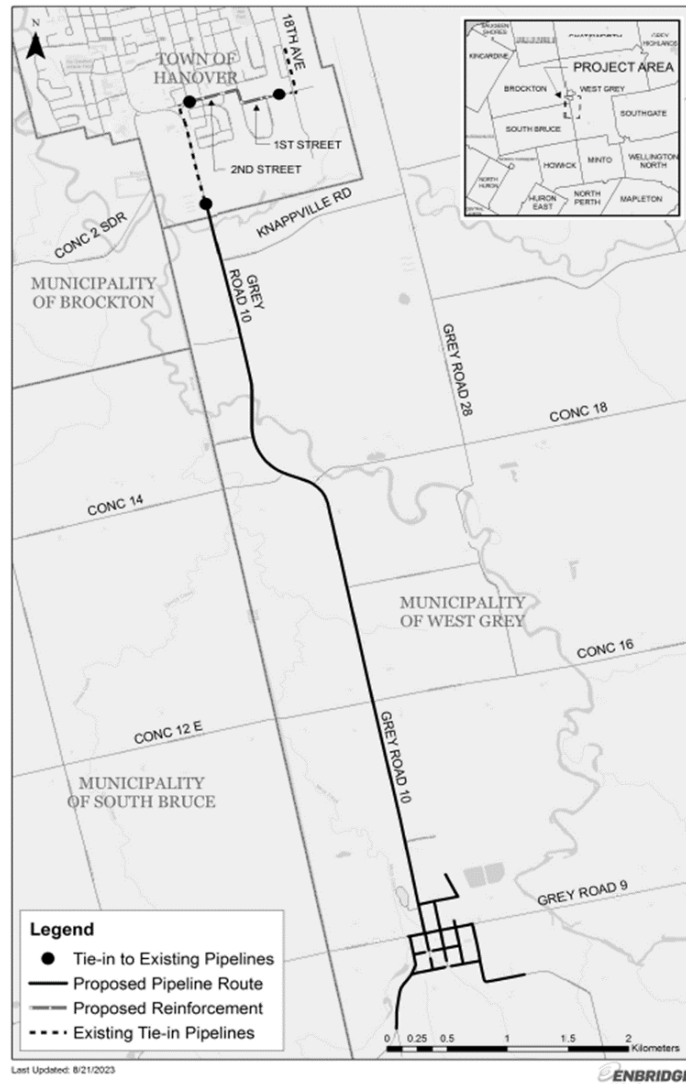 TOWN OF
HANOVER
18TH AVE
1ST STREET
2ND STREET
KNAPPVILLE RD
CONC 2 SDR
MUNICIPALITY
OF BROCKTON
GREY
ROAD 10
GREY ROAD 28
CONC 18
CONC 14
MUNICIPALITY
OF WEST GREY
CONC 16
CONC 12 E
GREY ROAD 10
MUNICIPALITY
OF SOUTH BRUCE
GREY ROAD 9
KINCARDINE
GREY
HIGHLANDS
PROJECT AREA
BROCKTON
WEST GREY
SOUTHGATE
SOUTH BRUCE
HOWICK
MINTO
WELLINGTON
NORTH
NORTH
HURON
HURON
EAST
NORTH
PERTH
MAPLETON
Legend
Tie-in to Existing Pipelines
Proposed Pipeline Route
Proposed Reinforcement
Existing Tie-in Pipelines
0 0.25 0.5 1 1.5 2
Kilometers
Last Updated: 8/21/2023
ENBRIDGE